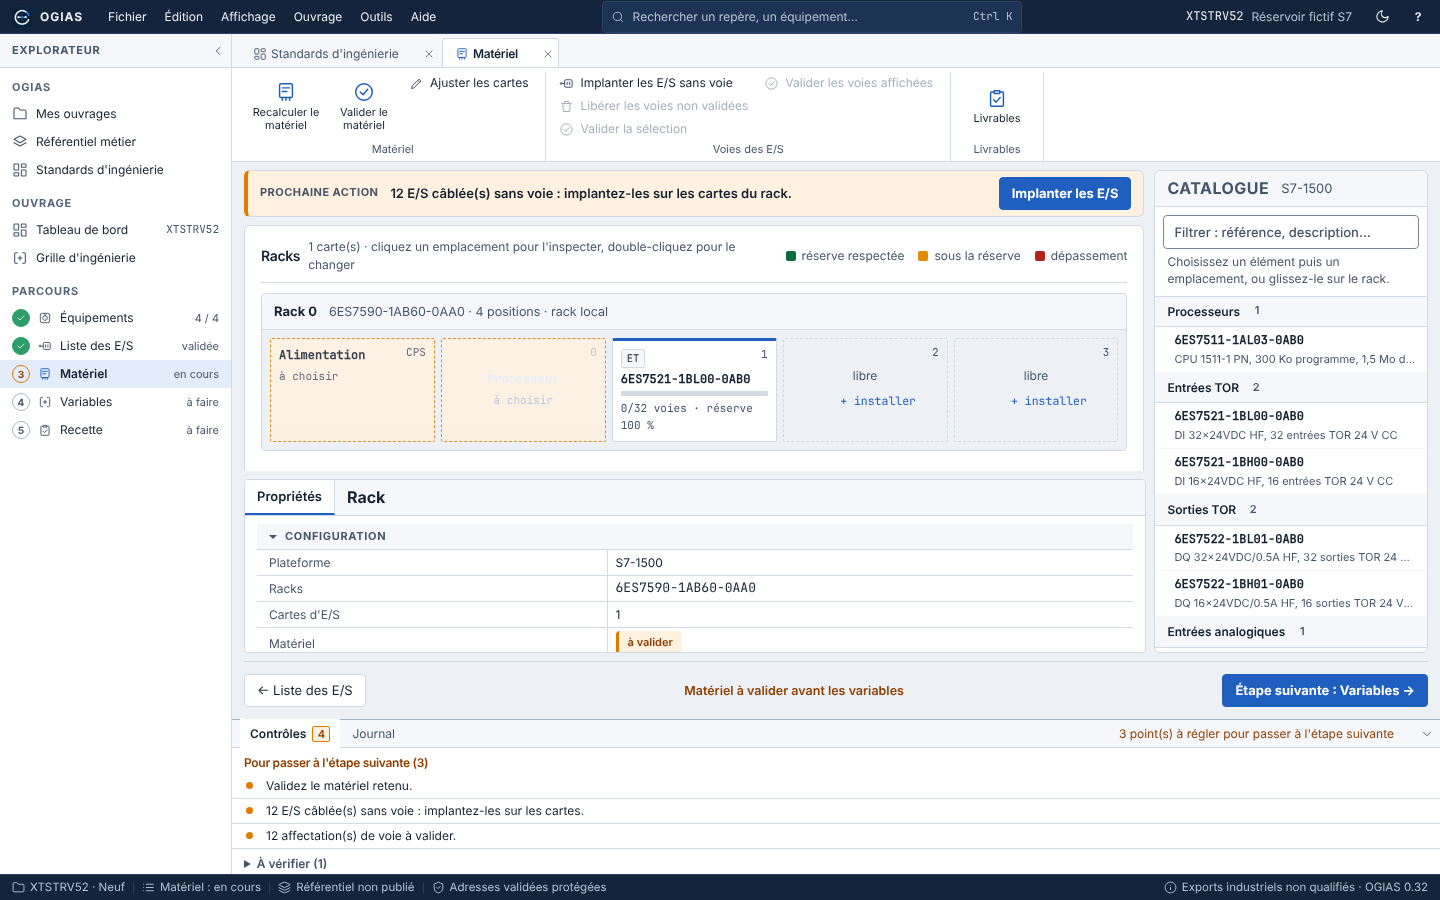 OGIAS
Fichier
Édition
Affichage
Ouvrage
Outils
Aide
Rechercher un repère, un équipement...
Ctrl K
XTSTRV52
Réservoir fictif S7
?
EXPLORATEUR
OGIAS
Mes ouvrages
Référentiel métier
Standards d'ingénierie
OUVRAGE
Tableau de bord
XTSTRV52
Grille d'ingénierie
PARCOURS
Équipements
4 / 4
Liste des E/S
validée
3
Matériel
en cours
4
Variables
à faire
5
Recette
à faire
Standards d'ingénierie
Matériel
Recalculer le
matériel
Valider le
matériel
Ajuster les cartes
Matériel
Implanter les E/S sans voie
Valider les voies affichées
Libérer les voies non validées
Valider la sélection
Voies des E/S
Livrables
Livrables
PROCHAINE ACTION
12 E/S câblée(s) sans voie : implantez-les sur les cartes du rack.
Implanter les E/S
Racks
1 carte(s) · cliquez un emplacement pour l'inspecter, double-cliquez pour le
changer
réserve respectée
sous la réserve
dépassement
Rack 0
6ES7590-1AB60-0AA0 · 4 positions · rack local
Alimentation
CPS
à choisir
0
Processeur
à choisir
ET
1
6ES7521-1BL00-0AB0
0/32 voies · réserve
100 %
2
libre
+ installer
3
libre
+ installer
Propriétés
Rack
CONFIGURATION
Plateforme
S7-1500
Racks
6ES7590-1AB60-0AA0
Cartes d'E/S
1
Matériel
à valider
CATALOGUE
S7-1500
Filtrer : référence, description...
Choisissez un élément puis un
emplacement, ou glissez-le sur le rack.
Processeurs
1
6ES7511-1AL03-0AB0
CPU 1511-1 PN, 300 Ko programme, 1,5 Mo d...
Entrées TOR
2
6ES7521-1BL00-0AB0
DI 32×24VDC HF, 32 entrées TOR 24 V CC
6ES7521-1BH00-0AB0
DI 16×24VDC HF, 16 entrées TOR 24 V CC
Sorties TOR
2
6ES7522-1BL01-0AB0
DQ 32×24VDC/0.5A HF, 32 sorties TOR 24 ...
6ES7522-1BH01-0AB0
DQ 16×24VDC/0.5A HF, 16 sorties TOR 24 V...
Entrées analogiques
1
← Liste des E/S
Matériel à valider avant les variables
Étape suivante : Variables →
Contrôles
4
Journal
3 point(s) à régler pour passer à l'étape suivante
Pour passer à l'étape suivante (3)
Validez le matériel retenu.
12 E/S câblée(s) sans voie : implantez-les sur les cartes.
12 affectation(s) de voie à valider.
À vérifier (1)
XTSTRV52 · Neuf
Matériel : en cours
Référentiel non publié
Adresses validées protégées
Exports industriels non qualifiés · OGIAS 0.32